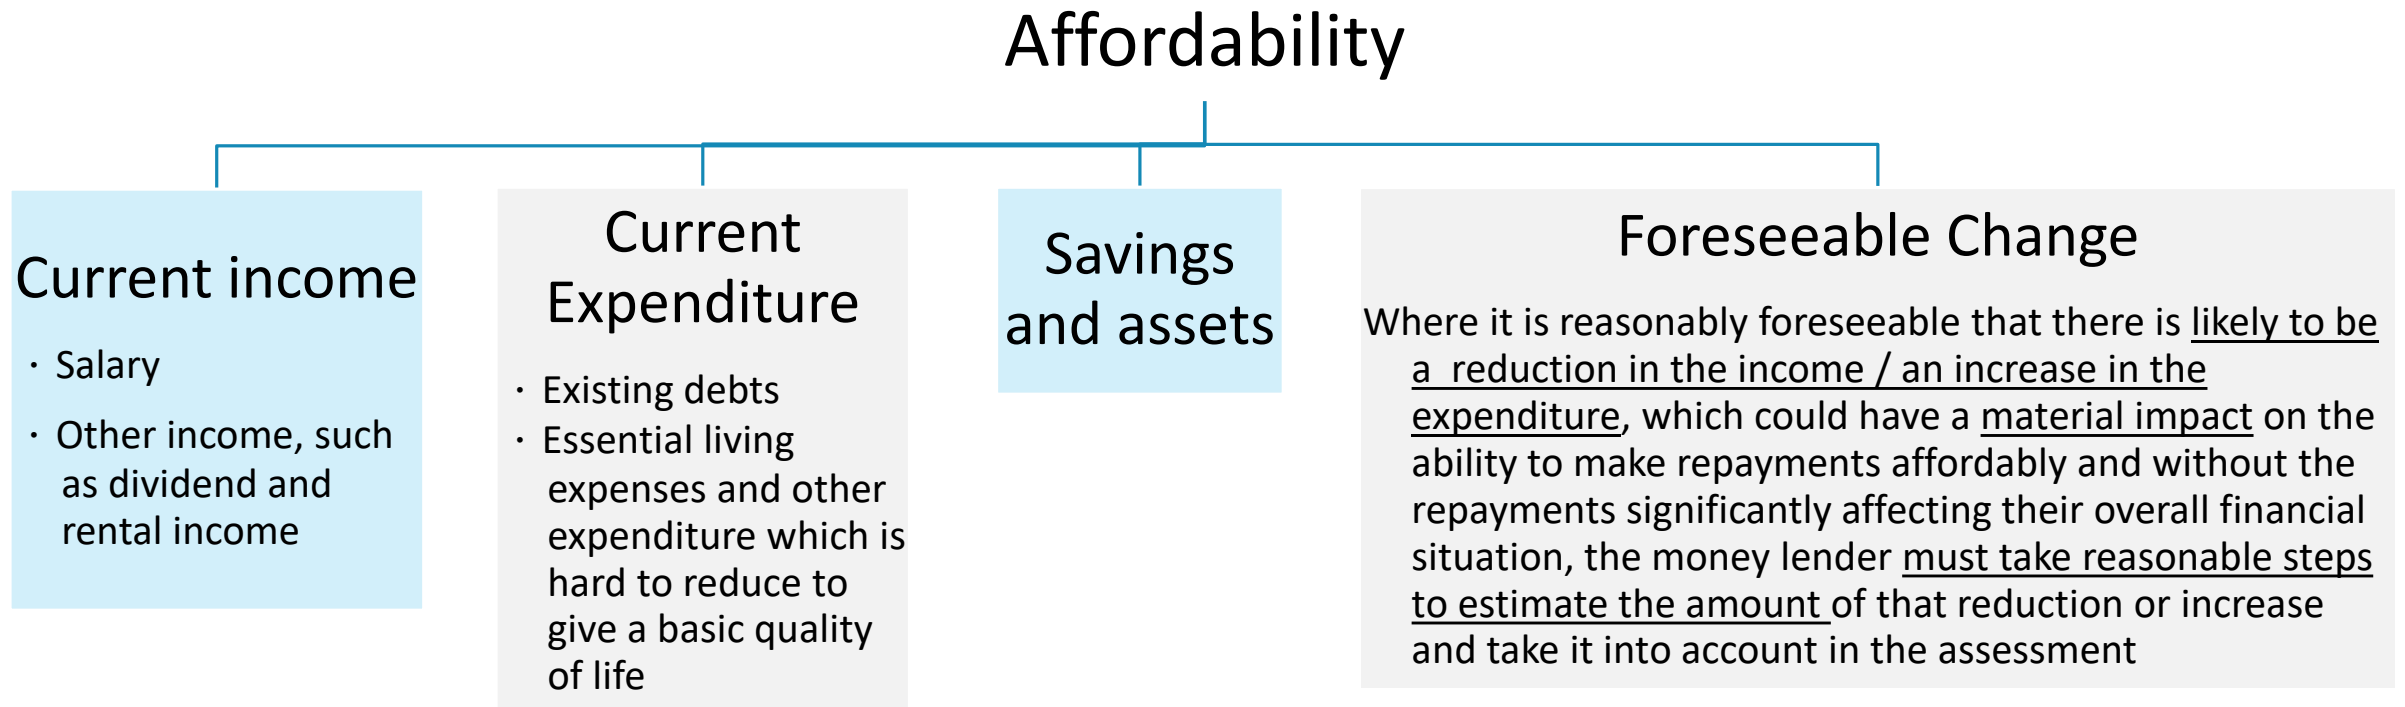 Affordability
Current income
· Salary
· Other income, such
as dividend and
rental income
Current
Expenditure
· Existing debts
· Essential living
expenses and other
expenditure which is
hard to reduce to
give a basic quality
of life
Savings
and assets
Foreseeable Change
Where it is reasonably foreseeable that there is likely to be
a  reduction in the income / an increase in the
expenditure, which could have a material impact on the
ability to make repayments affordably and without the
repayments significantly affecting their overall financial
situation, the money lender must take reasonable steps
to estimate the amount of that reduction or increase
and take it into account in the assessment